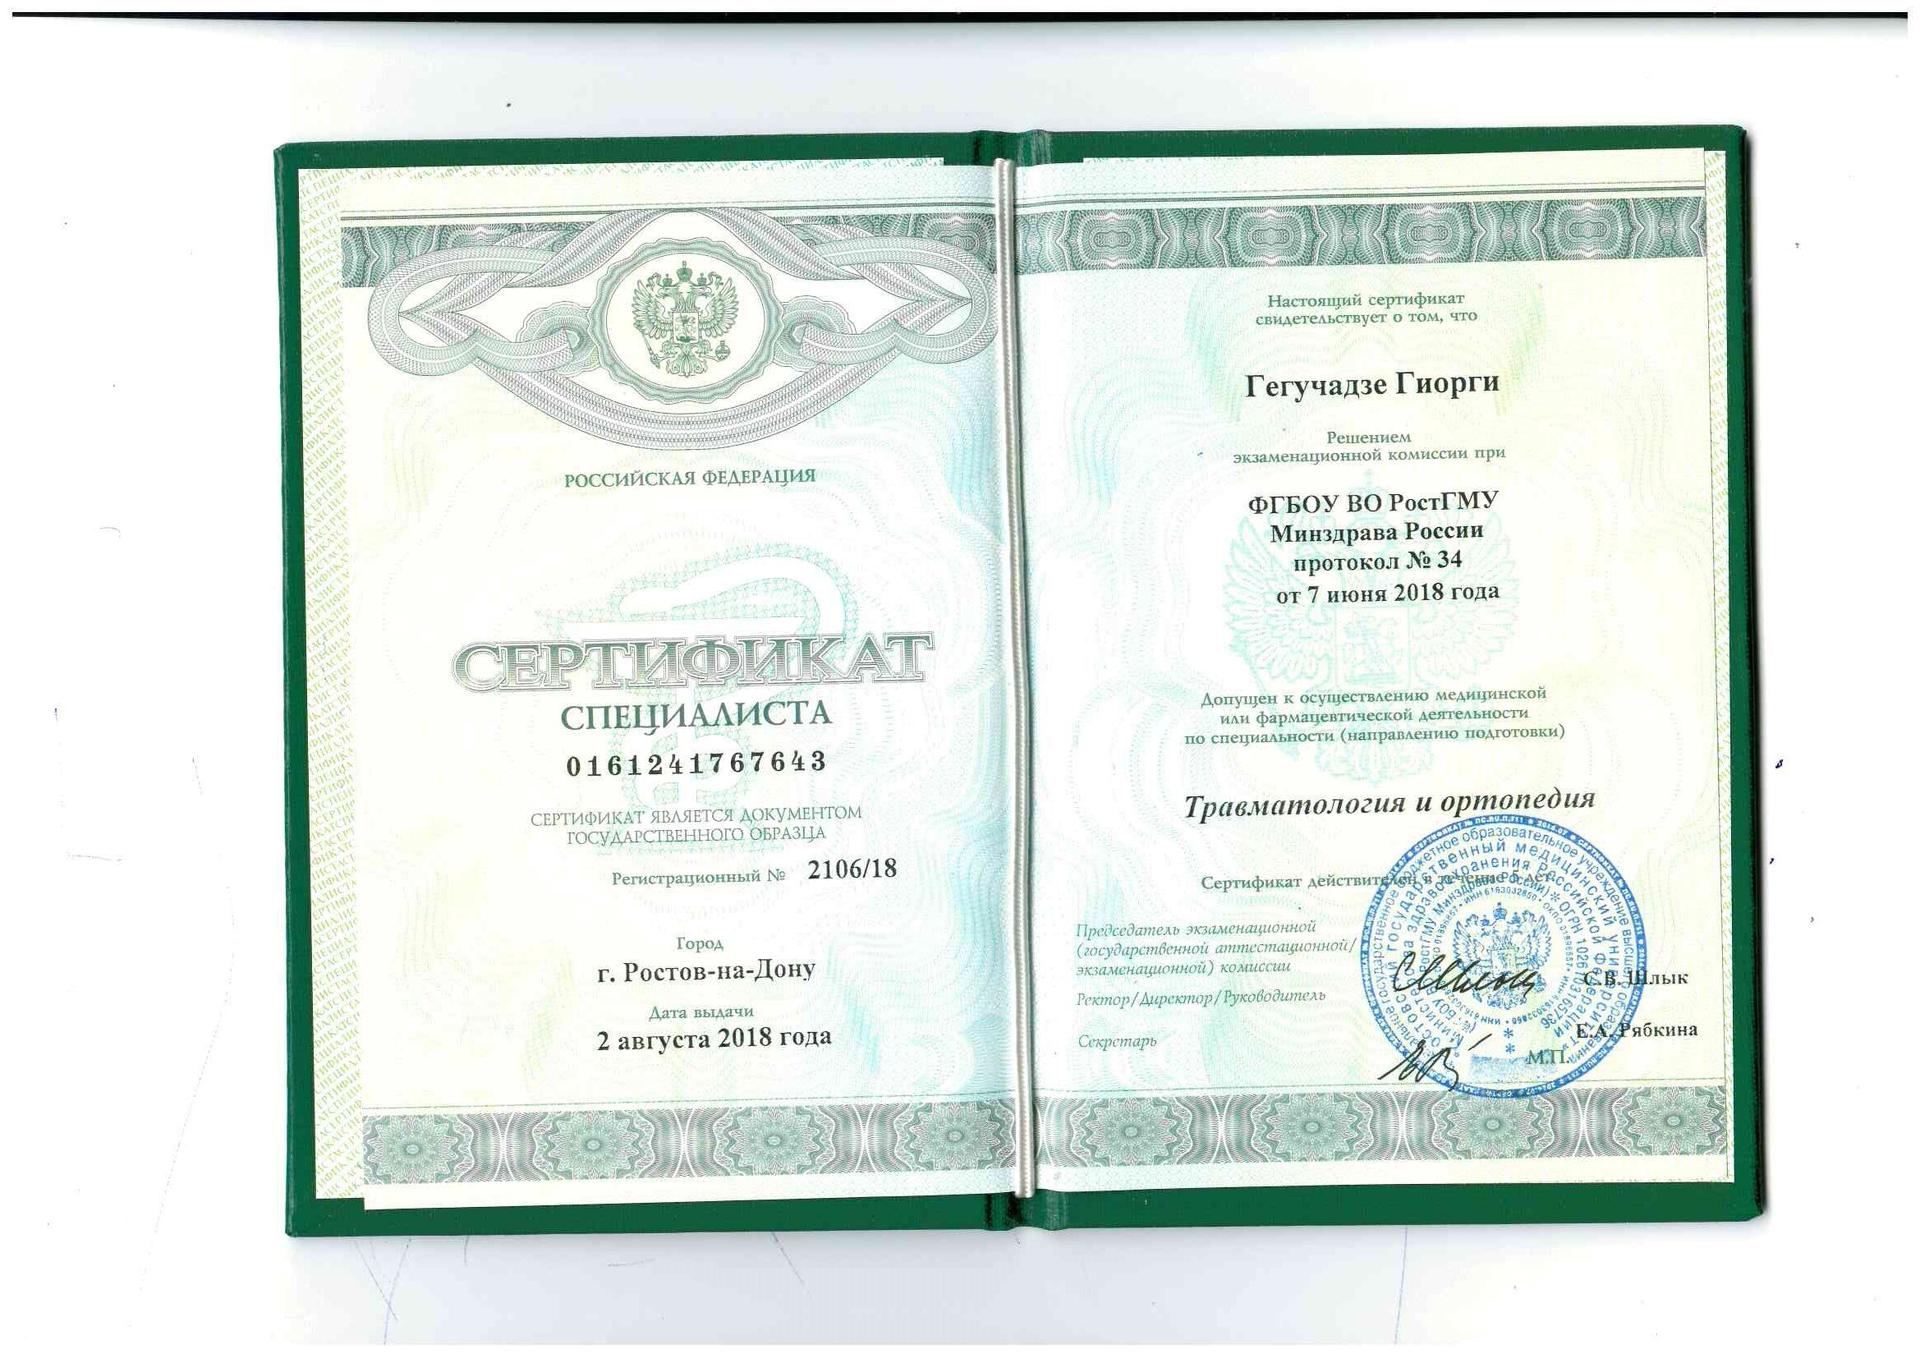 РОССИЙСКАЯ ФЕДЕРАЦИЯ
СЕРТИФИКАТ
СПЕЦИАЛИСТА
0161241767643
СЕРТИФИКАТ ЯВЛЯЕТСЯ ДОКУМЕНТОМ
ГОСУДАРСТВЕННОГО ОБРАЗЦА
Регистрационный № 2106/18
Город
г. Ростов-на-Дону
Дата выдачи
2 августа 2018 года
Настоящий сертификат
свидетельствует о том, что
Гегучадзе Гиорги
Решением
экзаменационной комиссии при
ФГБОУ ВО РостГМУ
Минздрава России
протокол № 34
от 7 июня 2018 года
Допущен к осуществлению медицинской
или фармацевтической деятельности
по специальности (направлению подготовки)
Травматология и ортопедия
Сертификат действителен в течение 5 лет.
Председатель экзаменационной
(государственной аттестационной/
экзаменационной) комиссии
Ректор/Директор/Руководитель
С.В. Шлык
Секретарь
Е.А. Рябкина
М.П.